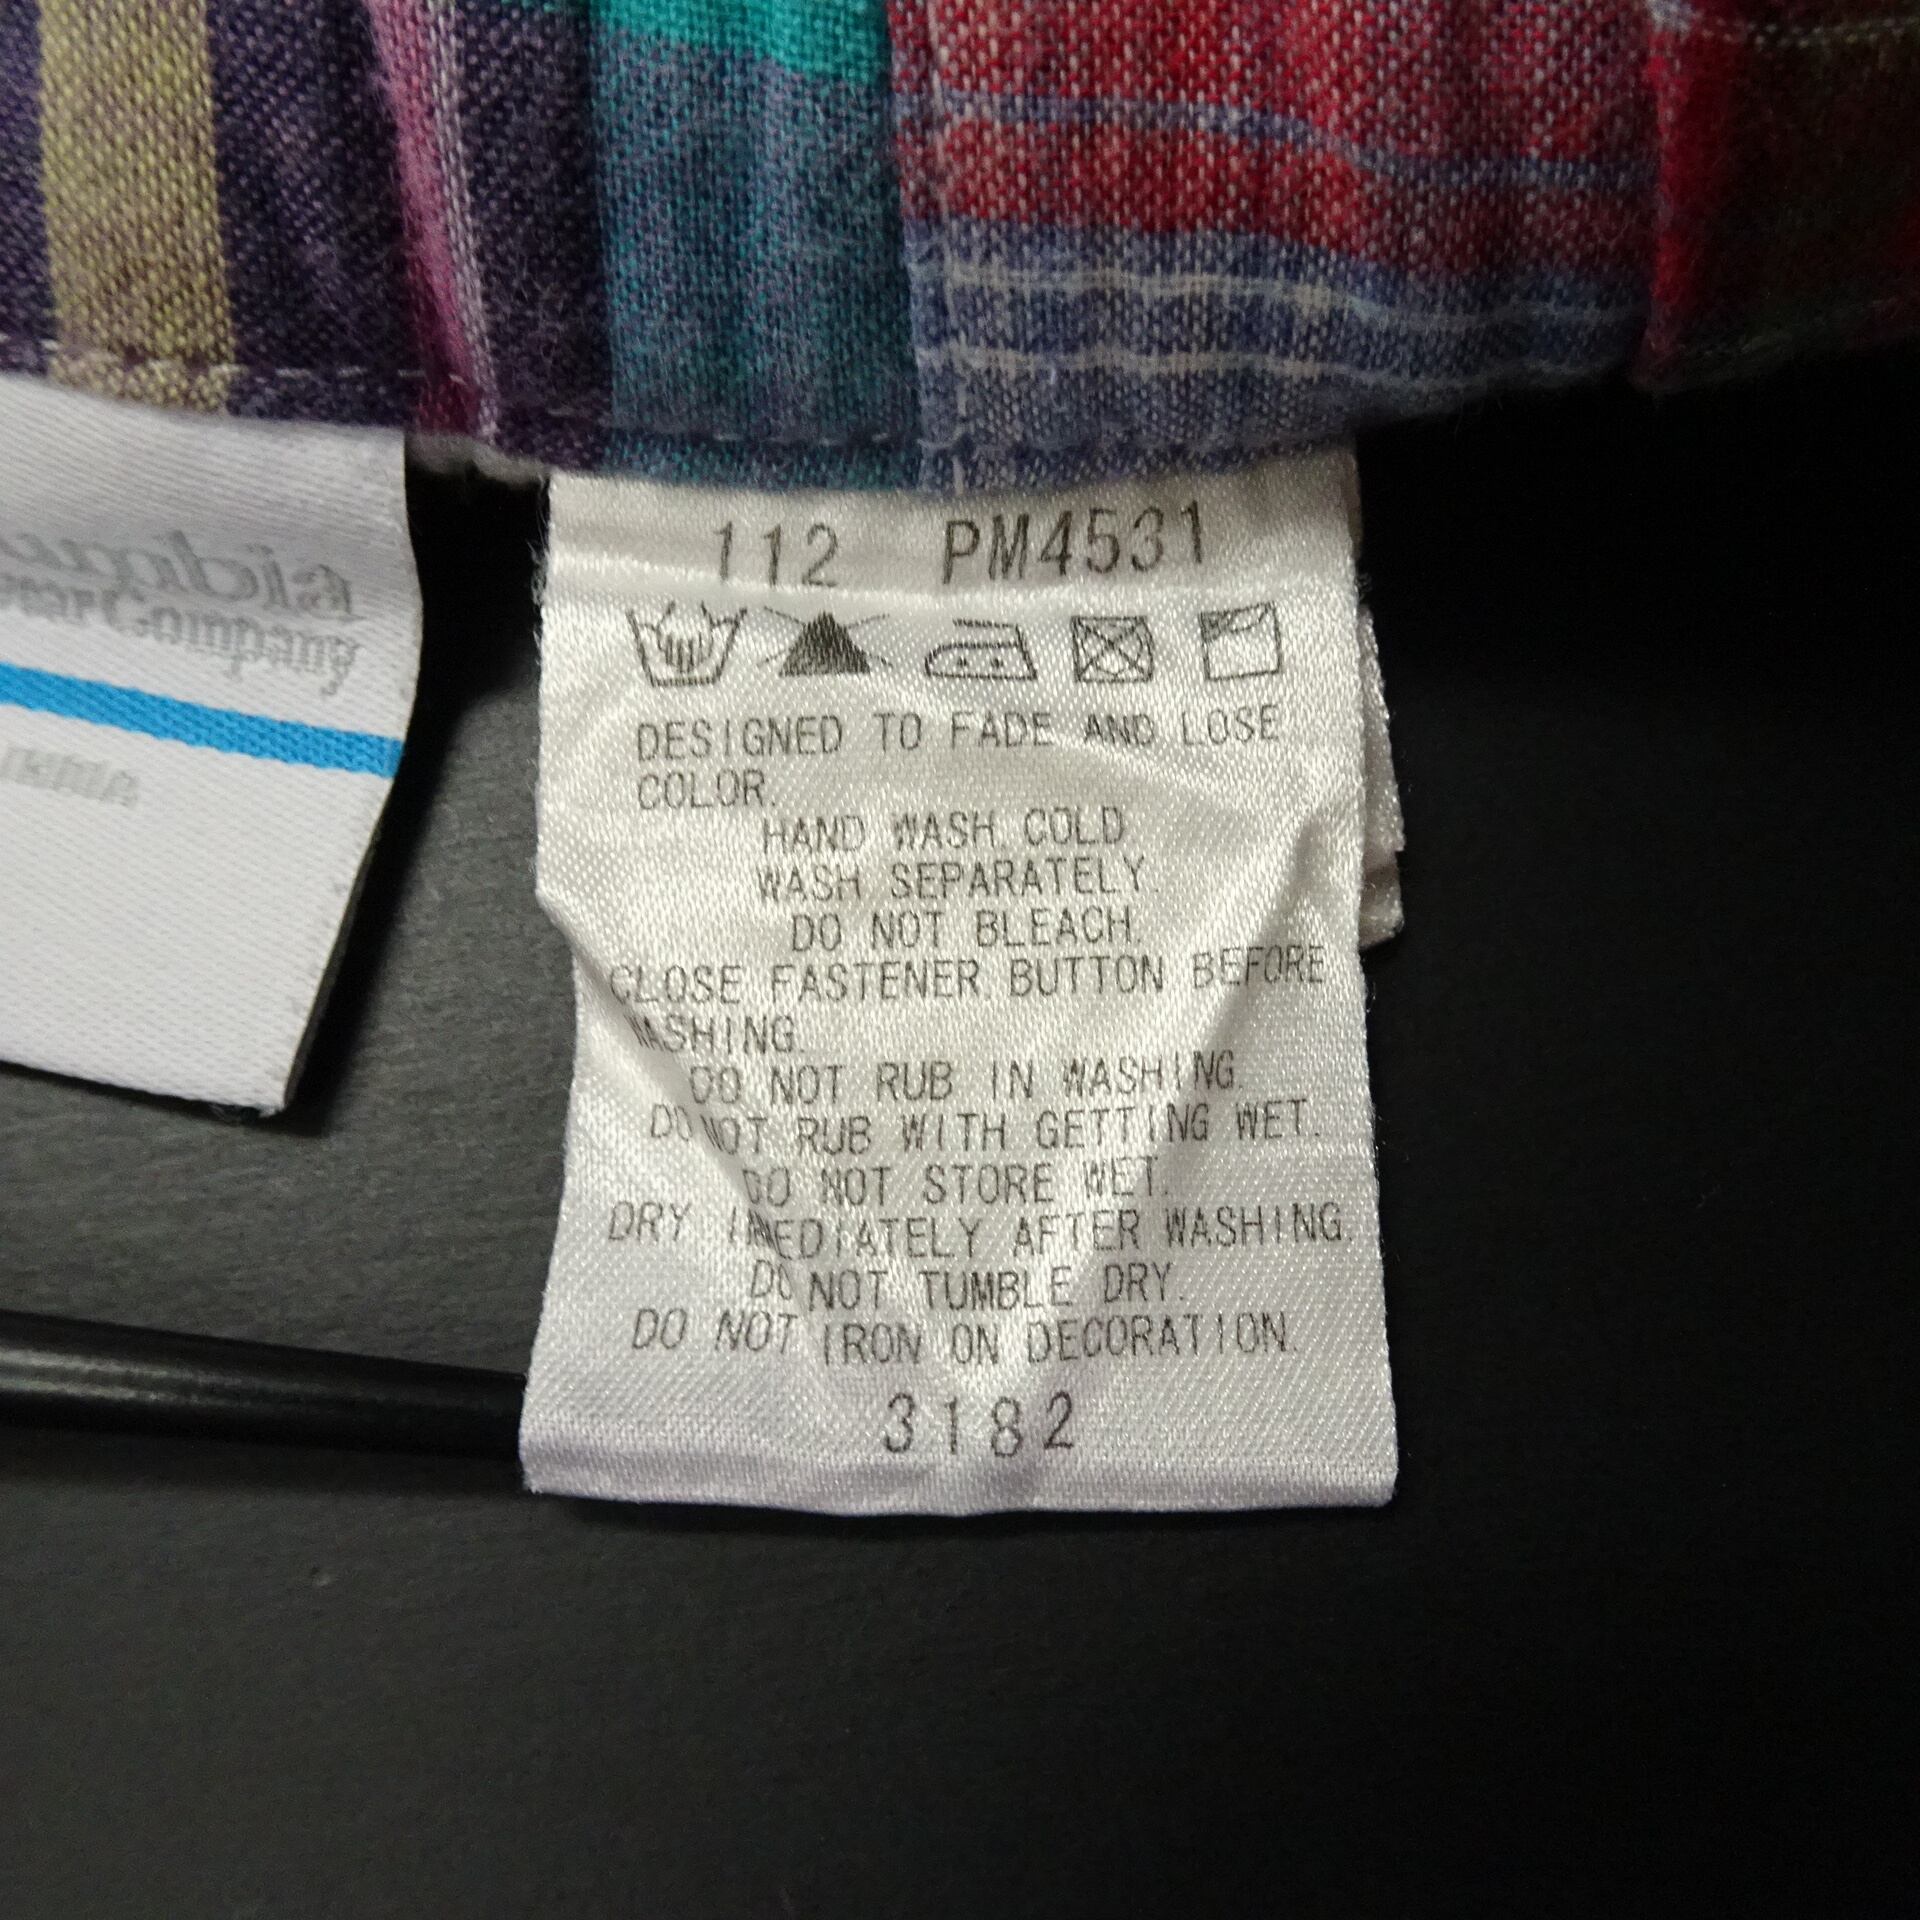 112 PM4531
DESIGNED TO FADE AND LOSE
COLOR.
HAND WASH COLD
WASH SEPARATELY.
DO NOT BLEACH.
CLOSE FASTENER BUTTON BEFORE
WASHING.
DO NOT RUB IN WASHING.
DO NOT RUB WITH GETTING WET.
DO NOT STORE WET.
DRY IMMEDIATELY AFTER WASHING.
DO NOT TUMBLE DRY.
DO NOT IRON ON DECORATION.
3182